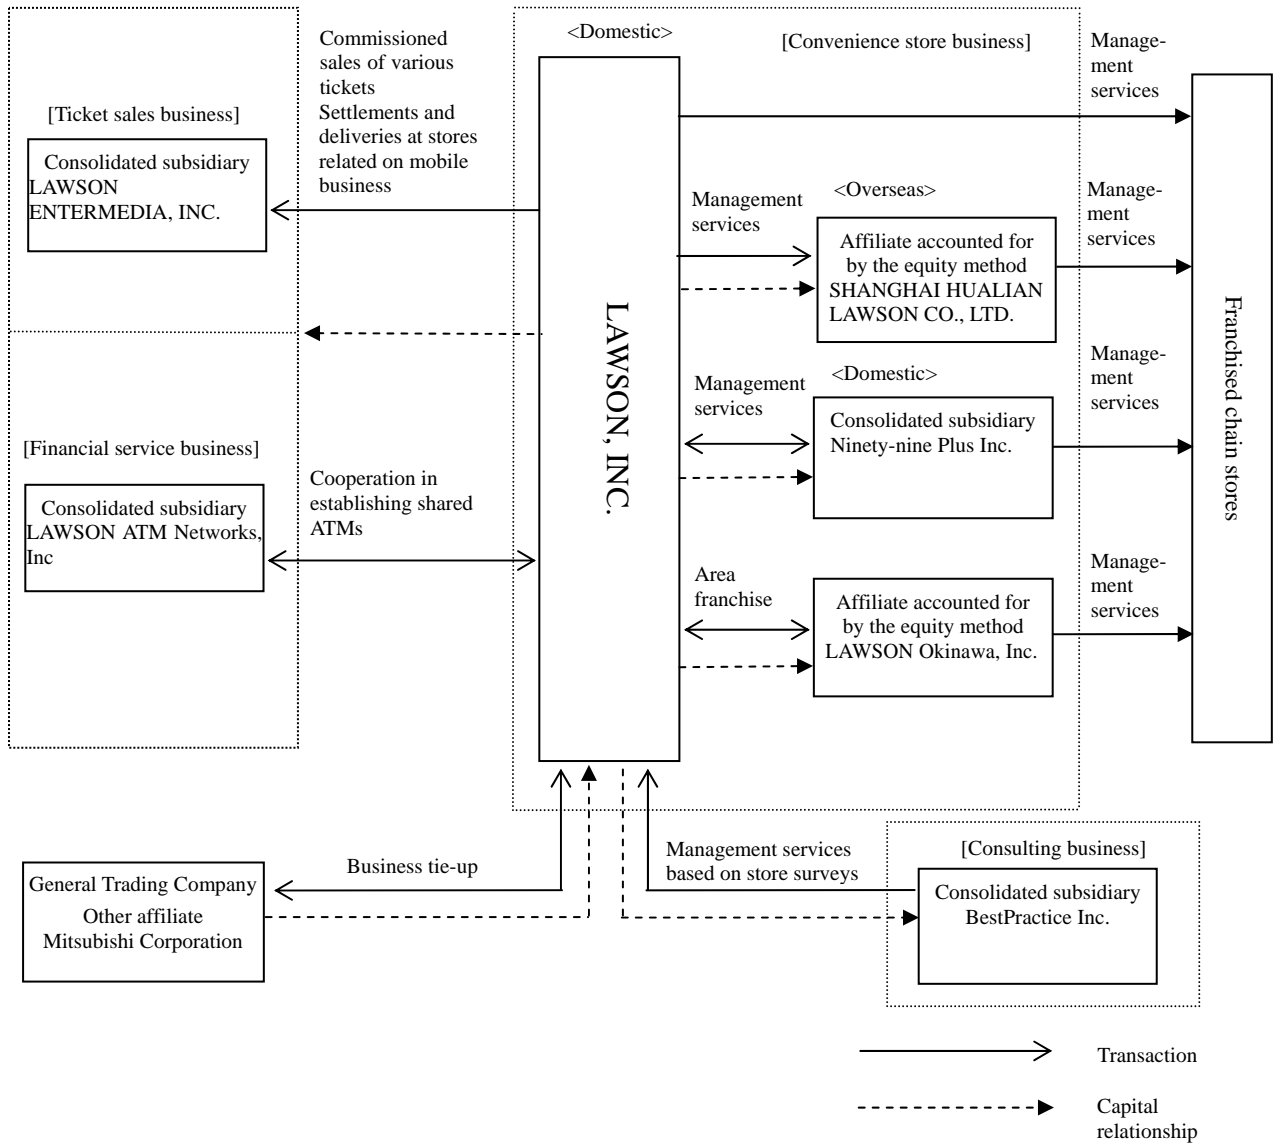 <Domestic>
[Convenience store business]
Commissioned
sales of various
tickets
Settlements and
deliveries at stores
related on mobile
business
Manage-
ment
services
[Ticket sales business]
Consolidated subsidiary
LAWSON
ENTERMEDIA, INC.
Management
services
<Overseas>
Manage-
ment
services
Affiliate accounted for
by the equity method
SHANGHAI HUALIAN
LAWSON CO., LTD.
LAWSON, INC.
Franchised chain
stores
Management
services
<Domestic>
Manage-
ment
services
Consolidated subsidiary
Ninety-nine Plus Inc.
[Financial service business]
Consolidated subsidiary
LAWSON ATM Networks,
Inc
Cooperation in
establishing shared
ATMs
Area
franchise
Manage-
ment
services
Affiliate accounted for
by the equity method
LAWSON Okinawa, Inc.
General Trading Company
Other affiliate
Mitsubishi Corporation
Business tie-up
Management services
based on store surveys
[Consulting business]
Consolidated subsidiary
BestPractice Inc.
Transaction
Capital
relationship